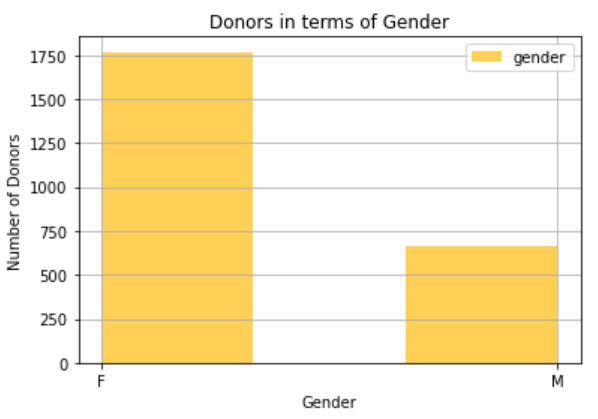 Donors in terms of Gender
gender
1750
1500
1250
1000
750
500
250
0
Number of Donors
F
M
Gender